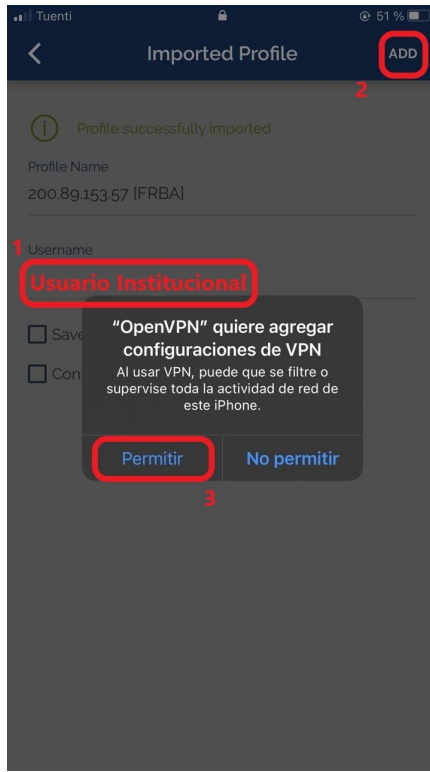 Tuenti 51 %
Imported Profile ADD
2
Profile successfully imported
Profile Name
200.89.153.57 [FRBA]
1 Username
Usuario Institucional
Save
Con
"OpenVPN" quiere agregar
configuraciones de VPN
Al usar VPN, puede que se filtre o
supervise toda la actividad de red de
este iPhone.
Permitir No permitir
3